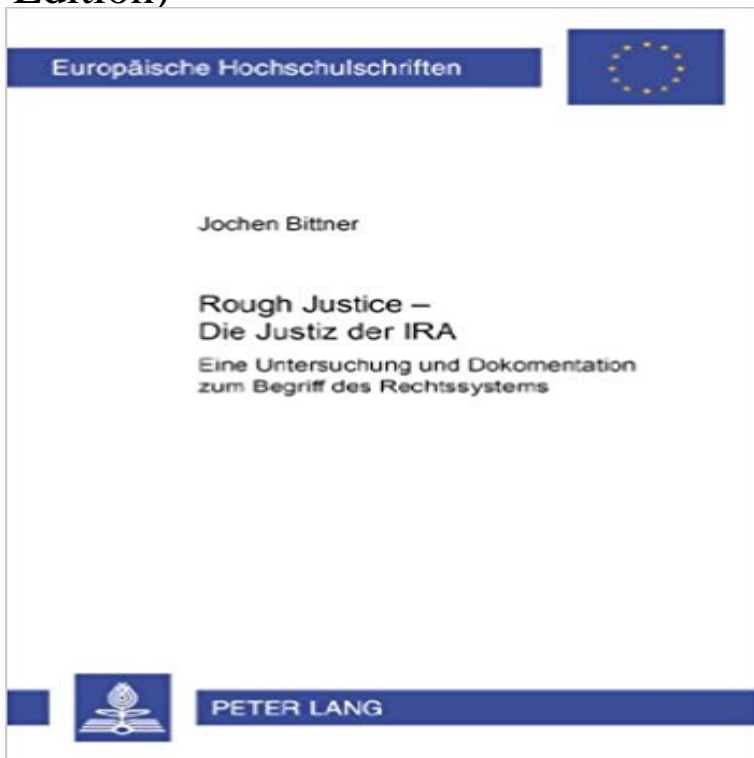 Edition)
Europäische Hochschulschriften
Jochen Bittner
Rough Justice –
Die Justiz der IRA
Eine Untersuchung und Dokomentation
zum Begriff des Rechtssystems
PETER LANG